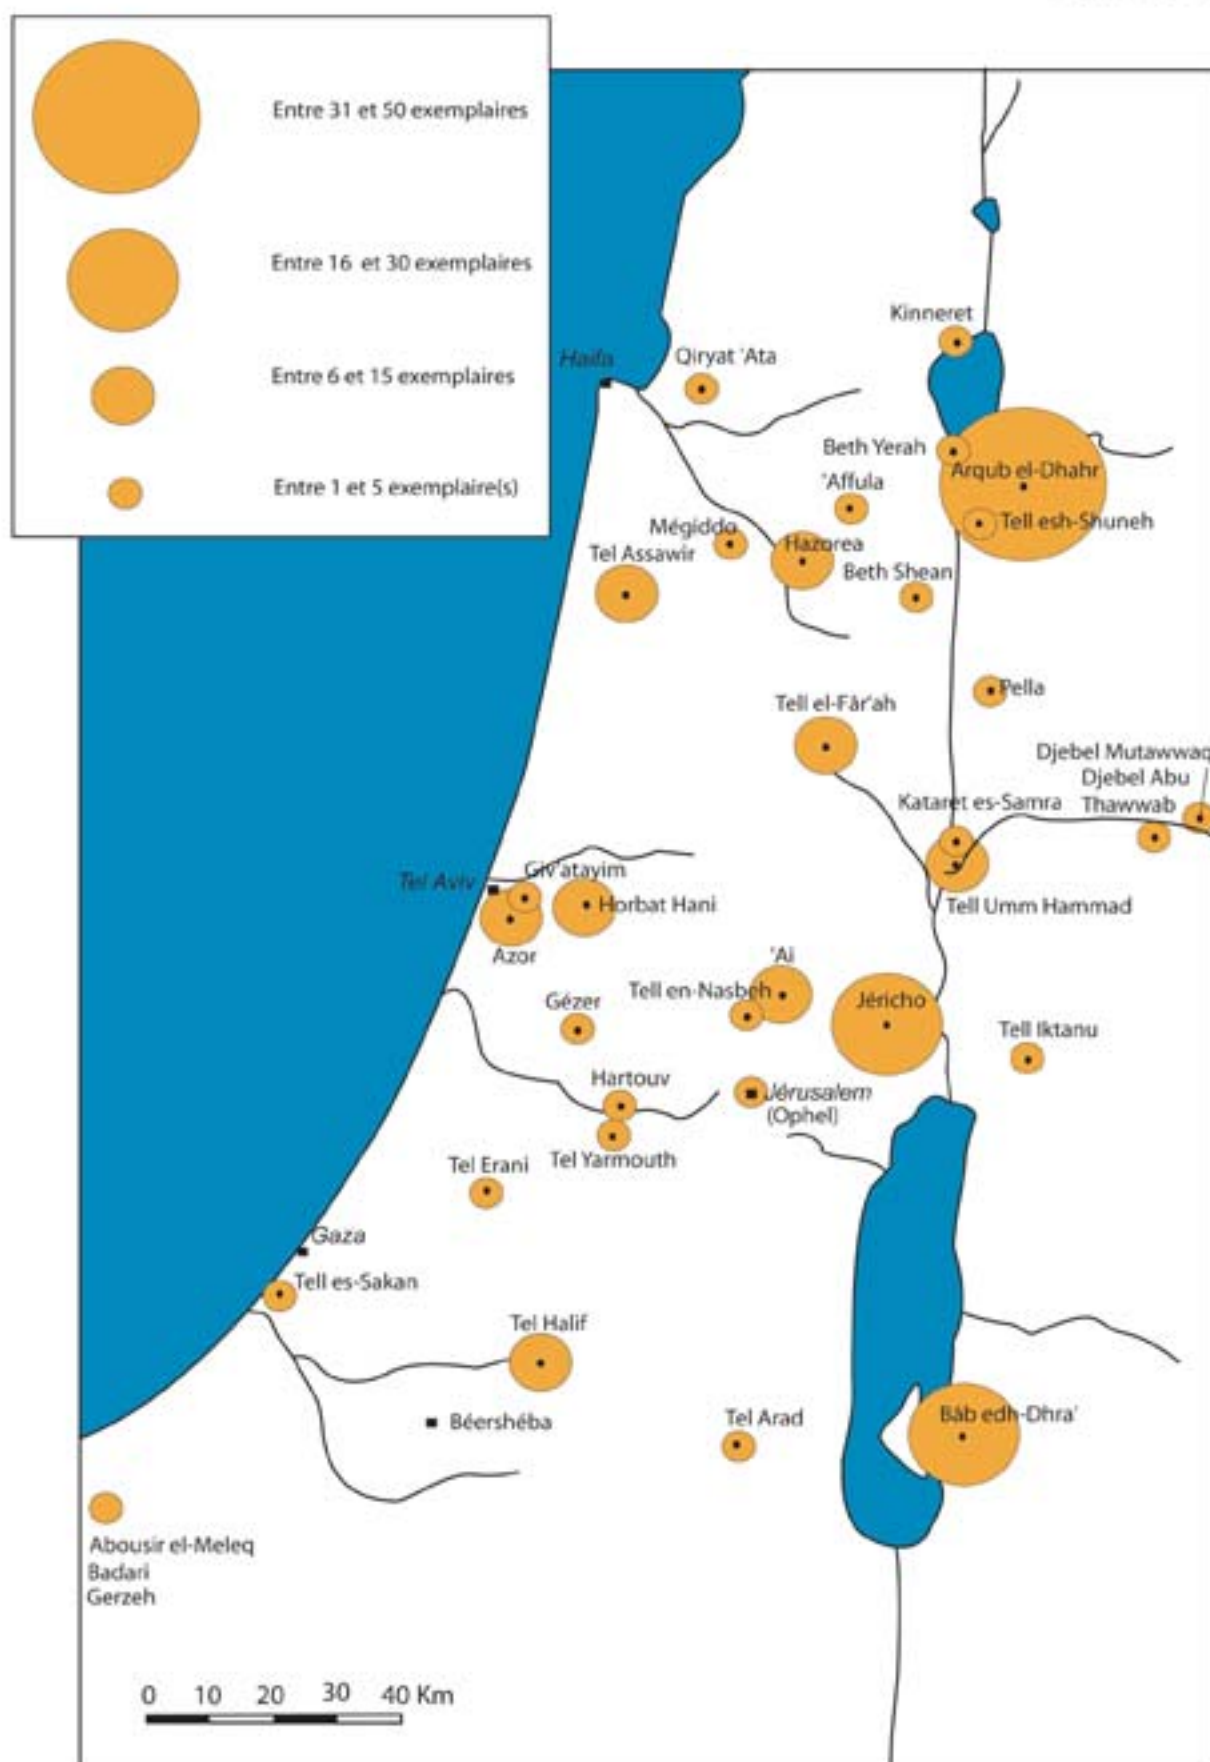 Entre 31 et 50 exemplaires
Entre 16 et 30 exemplaires
Entre 6 et 15 exemplaires
Entre 1 et 5 exemplaire(s)
Kinneret
Haifa
Qiryat 'Ata
Beth Yerah
Arqub el-Dhahr
'Affula
Tell esh-Shuneh
Mégiddo
Hazorea
Tel Assawir
Beth Shean
Pella
Tell el-Fâr'ah
Djebel Mutawwaq
Djebel Abu
Thawwab
Kataret es-Samra
Giv'atayim
Tel Aviv
Horbat Hani
Tell Umm Hammad
Azor
'Ai
Tell en-Nasbeh
Gézer
Jéricho
Tell Iktanu
Hartouv
Jérusalem
(Ophel)
Tel Yarmouth
Tel Erani
Gaza
Tell es-Sakan
Tel Halif
Béershéba
Tel Arad
Bâb edh-Dhra'
Abousir el-Meleq
Badari
Gerzeh
0 10 20 30 40 Km